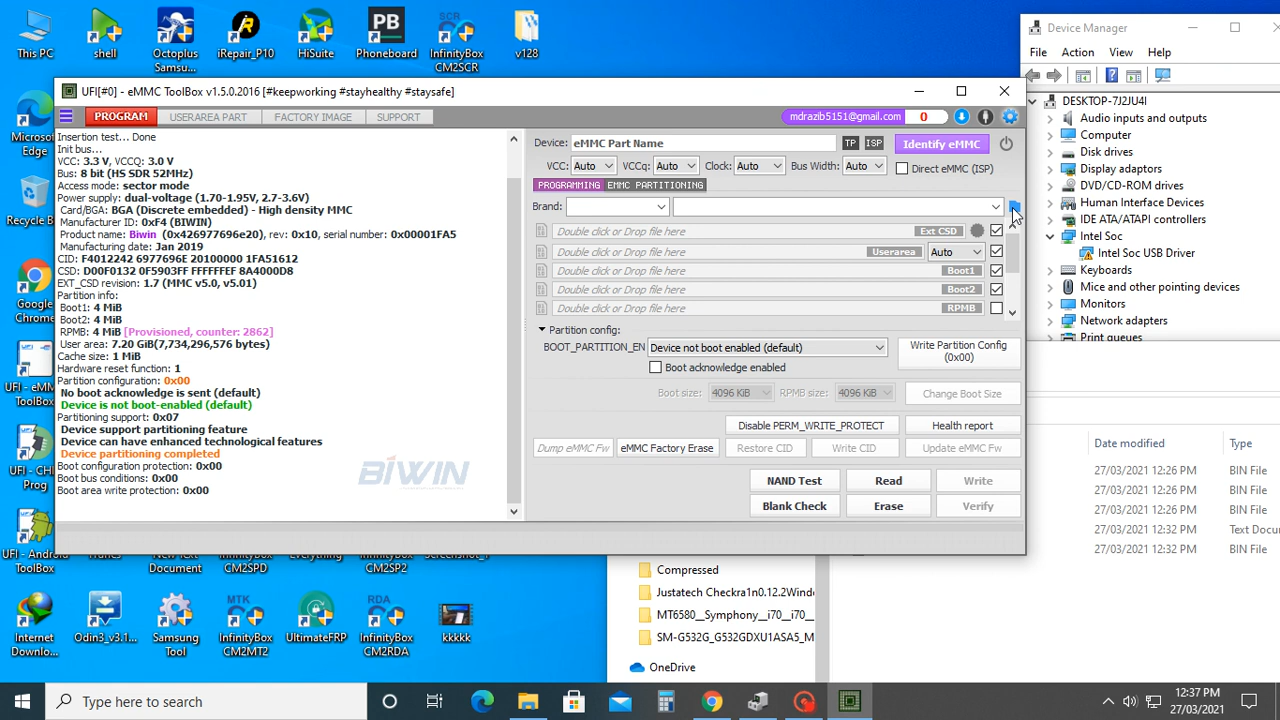 This PC
shell
Octoplus
Samsu...
iRepair_P10
HiSuite
Phoneboard
InfinityBox
CM2SCR
v128
Microsoft
Edge
Recycle Bin
Google
Chrome
UFI - eMM
ToolBox
UFI - CHI
Prog
UFI - Android
ToolBox
UFI[#0] - eMMC ToolBox v1.5.0.2016 [#keepworking #stayhealthy #staysafe]
PROGRAM
USERAREA PART
FACTORY IMAGE
SUPPORT
mdrazib5151@gmail.com
0
Insertion test... Done
Init bus...
VCC: 3.3 V, VCCQ: 3.0 V
Bus: 8 bit (HS SDR 52MHz)
Access mode: sector mode
Power supply: dual-voltage (1.70-1.95V, 2.7-3.6V)
Card/BGA: BGA (Discrete embedded) - High density MMC
Manufacturer ID: 0xF4 (BIWIN)
Product name: Biwin (0x426977696E20), rev: 0x10, serial number: 0x00001FA5
Manufacturing date: Jan 2019
CID: F4012242 6977696E 20100000 1FA51612
CSD: D00F0132 0F5903FF FFFFFFEF 8A4000D8
EXT_CSD revision: 1.7 (MMC v5.0, v5.01)
Partition info:
Boot1: 4 MiB
Boot2: 4 MiB
RPMB: 4 MiB [Provisioned, counter: 2862]
User area: 7.20 GiB(7,734,296,576 bytes)
Cache size: 1 MiB
Hardware reset function: 1
Partition configuration: 0x00
No boot acknowledge is sent (default)
Device is not boot-enabled (default)
Partitioning support: 0x07
Device support partitioning feature
Device can have enhanced technological features
Device partitioning completed
Boot configuration protection: 0x00
Boot bus conditions: 0x00
Boot area write protection: 0x00
BIWIN
Device: eMMC Part Name
TP
ISP
Identify eMMC
VCC: Auto
VCCq: Auto
Clock: Auto
Bus Width: Auto
Direct eMMC (ISP)
PROGRAMMING
EMMC PARTITIONING
Brand:
Double click or Drop file here
Ext CSD
Double click or Drop file here
Userarea
Auto
Double click or Drop file here
Boot1
Double click or Drop file here
Boot2
Double click or Drop file here
RPMB
Partition config:
BOOT_PARTITION_EN
Device not boot enabled (default)
Write Partition Config
(0x00)
Boot acknowledge enabled
Boot size: 4096 KiB
RPMB size: 4096 KiB
Change Boot Size
Disable PERM_WRITE_PROTECT
Health report
Dump eMMC Fw
eMMC Factory Erase
Restore CID
Write CID
Update eMMC Fw
NAND Test
Read
Write
Blank Check
Erase
Verify
Device Manager
File
Action
View
Help
DESKTOP-7J2JU4I
Audio inputs and outputs
Computer
Disk drives
Display adaptors
DVD/CD-ROM drives
Human Interface Devices
IDE ATA/ATAPI controllers
Intel Soc
Intel Soc USB Driver
Keyboards
Mice and other pointing devices
Monitors
Network adapters
Print queues
Date modified
Type
27/03/2021 12:26 PM
BIN File
27/03/2021 12:26 PM
BIN File
27/03/2021 12:26 PM
BIN File
27/03/2021 12:32 PM
Text Docu
27/03/2021 12:32 PM
BIN File
Compressed
Justatech Checkra1n0.12.2Windo
MT6580__Symphony__i70__i70_
SM-G532G_G532GDXU1ASA5_M
OneDrive
iTunes
New Text
Document
InfinityBox
CM2SPD
Everything
InfinityBox
CM2SP2
Screenshot_1
Internet
Downlo...
Odin3_v3.1...
Samsung
Tool
InfinityBox
CM2MT2
MTK
UltimateFRP
InfinityBox
CM2RDA
RDA
kkkkk
Type here to search
12:37 PM
27/03/2021